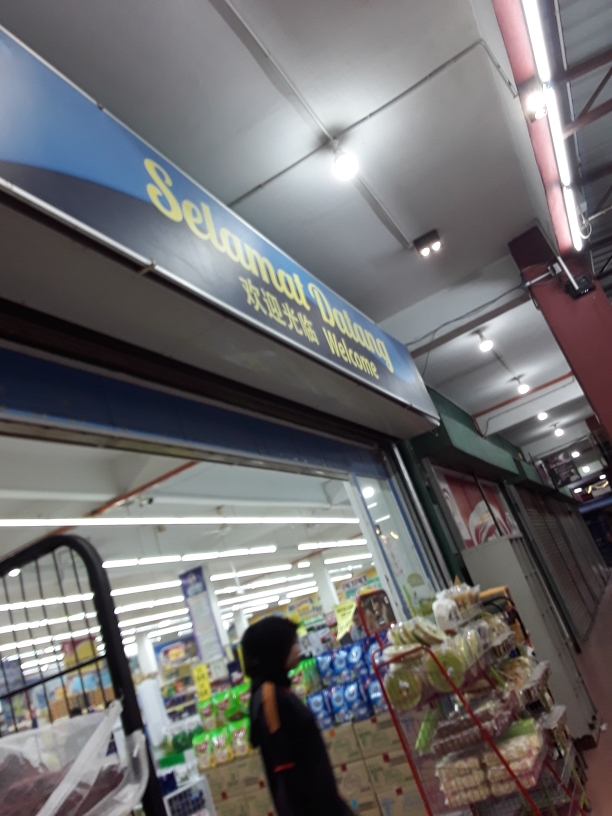 Selamat Datang
欢迎光临 Welcome